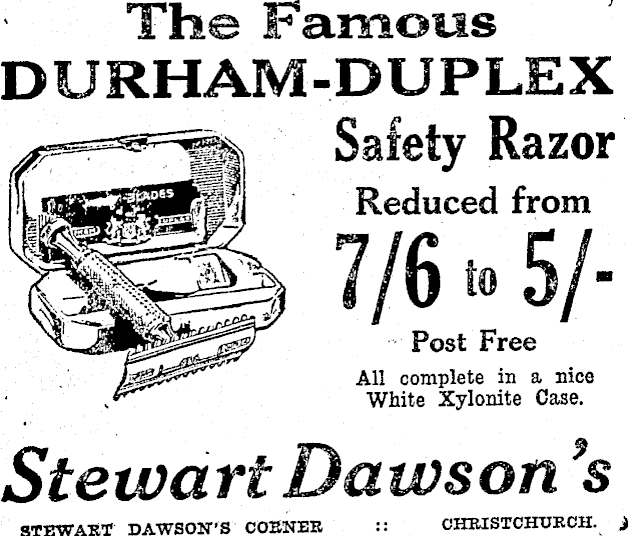 The Famous
DURHAM-DUPLEX
Safety Razor
Reduced from
7/6 to 5/-
Post Free
All complete in a nice
White Xylonite Case.
BLADES
Stewart Dawson's
STEWART DAWSON'S CORNER :: CHRISTCHURCH.